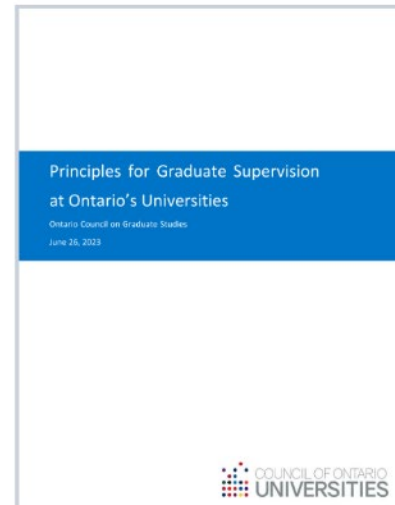 Principles for Graduate Supervision
at Ontario's Universities
Ontario Council on Graduate Studies
June 26, 2023
COUNCIL OF ONTARIO
UNIVERSITIES